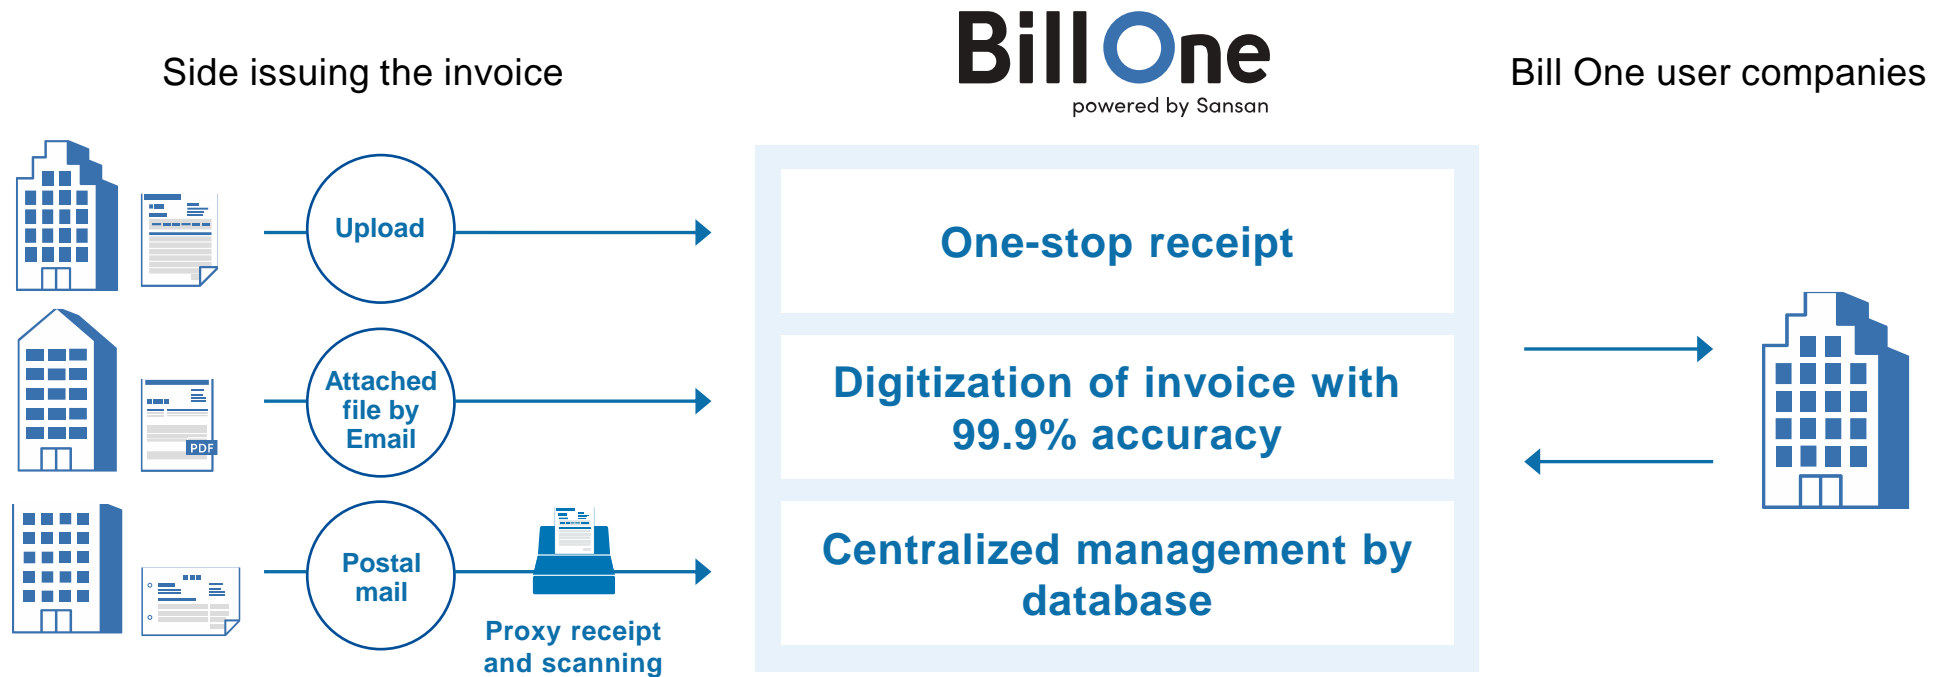 Side issuing the invoice
Bill One
powered by Sansan
Bill One user companies
Upload
One-stop receipt
Attached
file by
Email
PDF
Digitization of invoice with
99.9% accuracy
Postal
mail
Proxy receipt
and scanning
Centralized management by
database